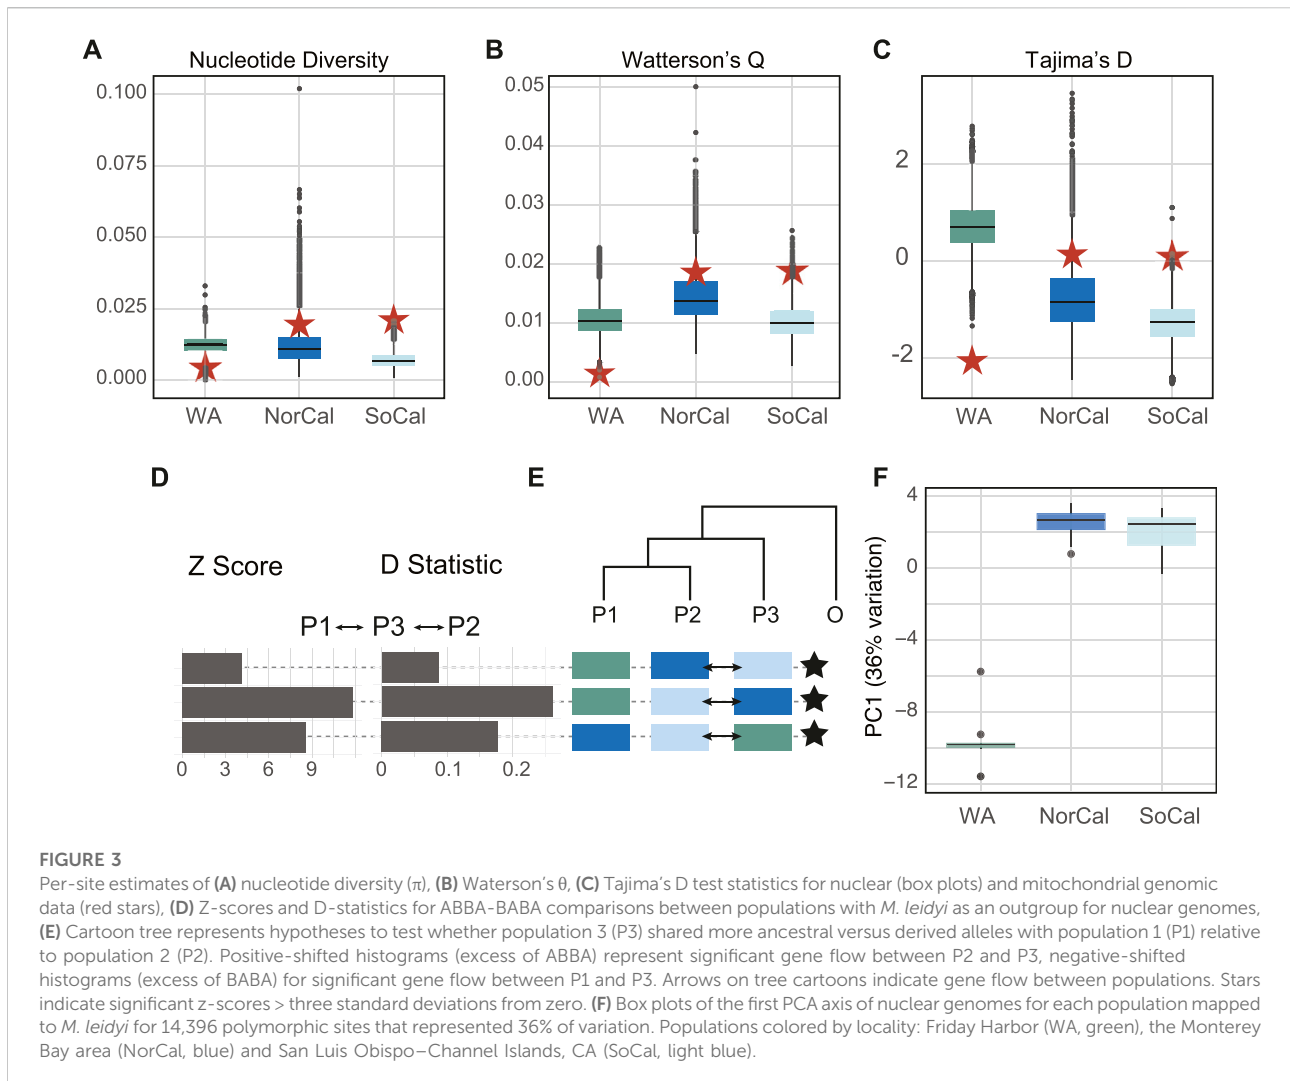 A
Nucleotide Diversity
0.100
0.075
0.050
0.025
0.000
WA
NorCal
SoCal
B
Watterson's Q
0.05
0.04
0.03
0.02
0.01
0.00
WA
NorCal
SoCal
C
Tajima's D
2
0
-2
WA
NorCal
SoCal
D
Z Score
D Statistic
P1 ↔ P3 ↔ P2
0 3 9
0 0.1 0.2
E
P1 P2 P3 O
F
PC1 (36% variation)
4
0
−4
−8
−12
WA
NorCal
SoCal
FIGURE 3
Per-site estimates of (A) nucleotide diversity (π), (B) Waterson's θ, (C) Tajima's D test statistics for nuclear (box plots) and mitochondrial genomic
data (red stars), (D) Z-scores and D-statistics for ABBA-BABA comparisons between populations with M. leidyi as an outgroup for nuclear genomes,
(E) Cartoon tree represents hypotheses to test whether population 3 (P3) shared more ancestral versus derived alleles with population 1 (P1) relative
to population 2 (P2). Positive-shifted histograms (excess of ABBA) represent significant gene flow between P2 and P3, negative-shifted
histograms (excess of BABA) for significant gene flow between P1 and P3. Arrows on tree cartoons indicate gene flow between populations. Stars
indicate significant z-scores > three standard deviations from zero. (F) Box plots of the first PCA axis of nuclear genomes for each population mapped
to M. leidyi for 14,396 polymorphic sites that represented 36% of variation. Populations colored by locality: Friday Harbor (WA, green), the Monterey
Bay area (NorCal, blue) and San Luis Obispo–Channel Islands, CA (SoCal, light blue).